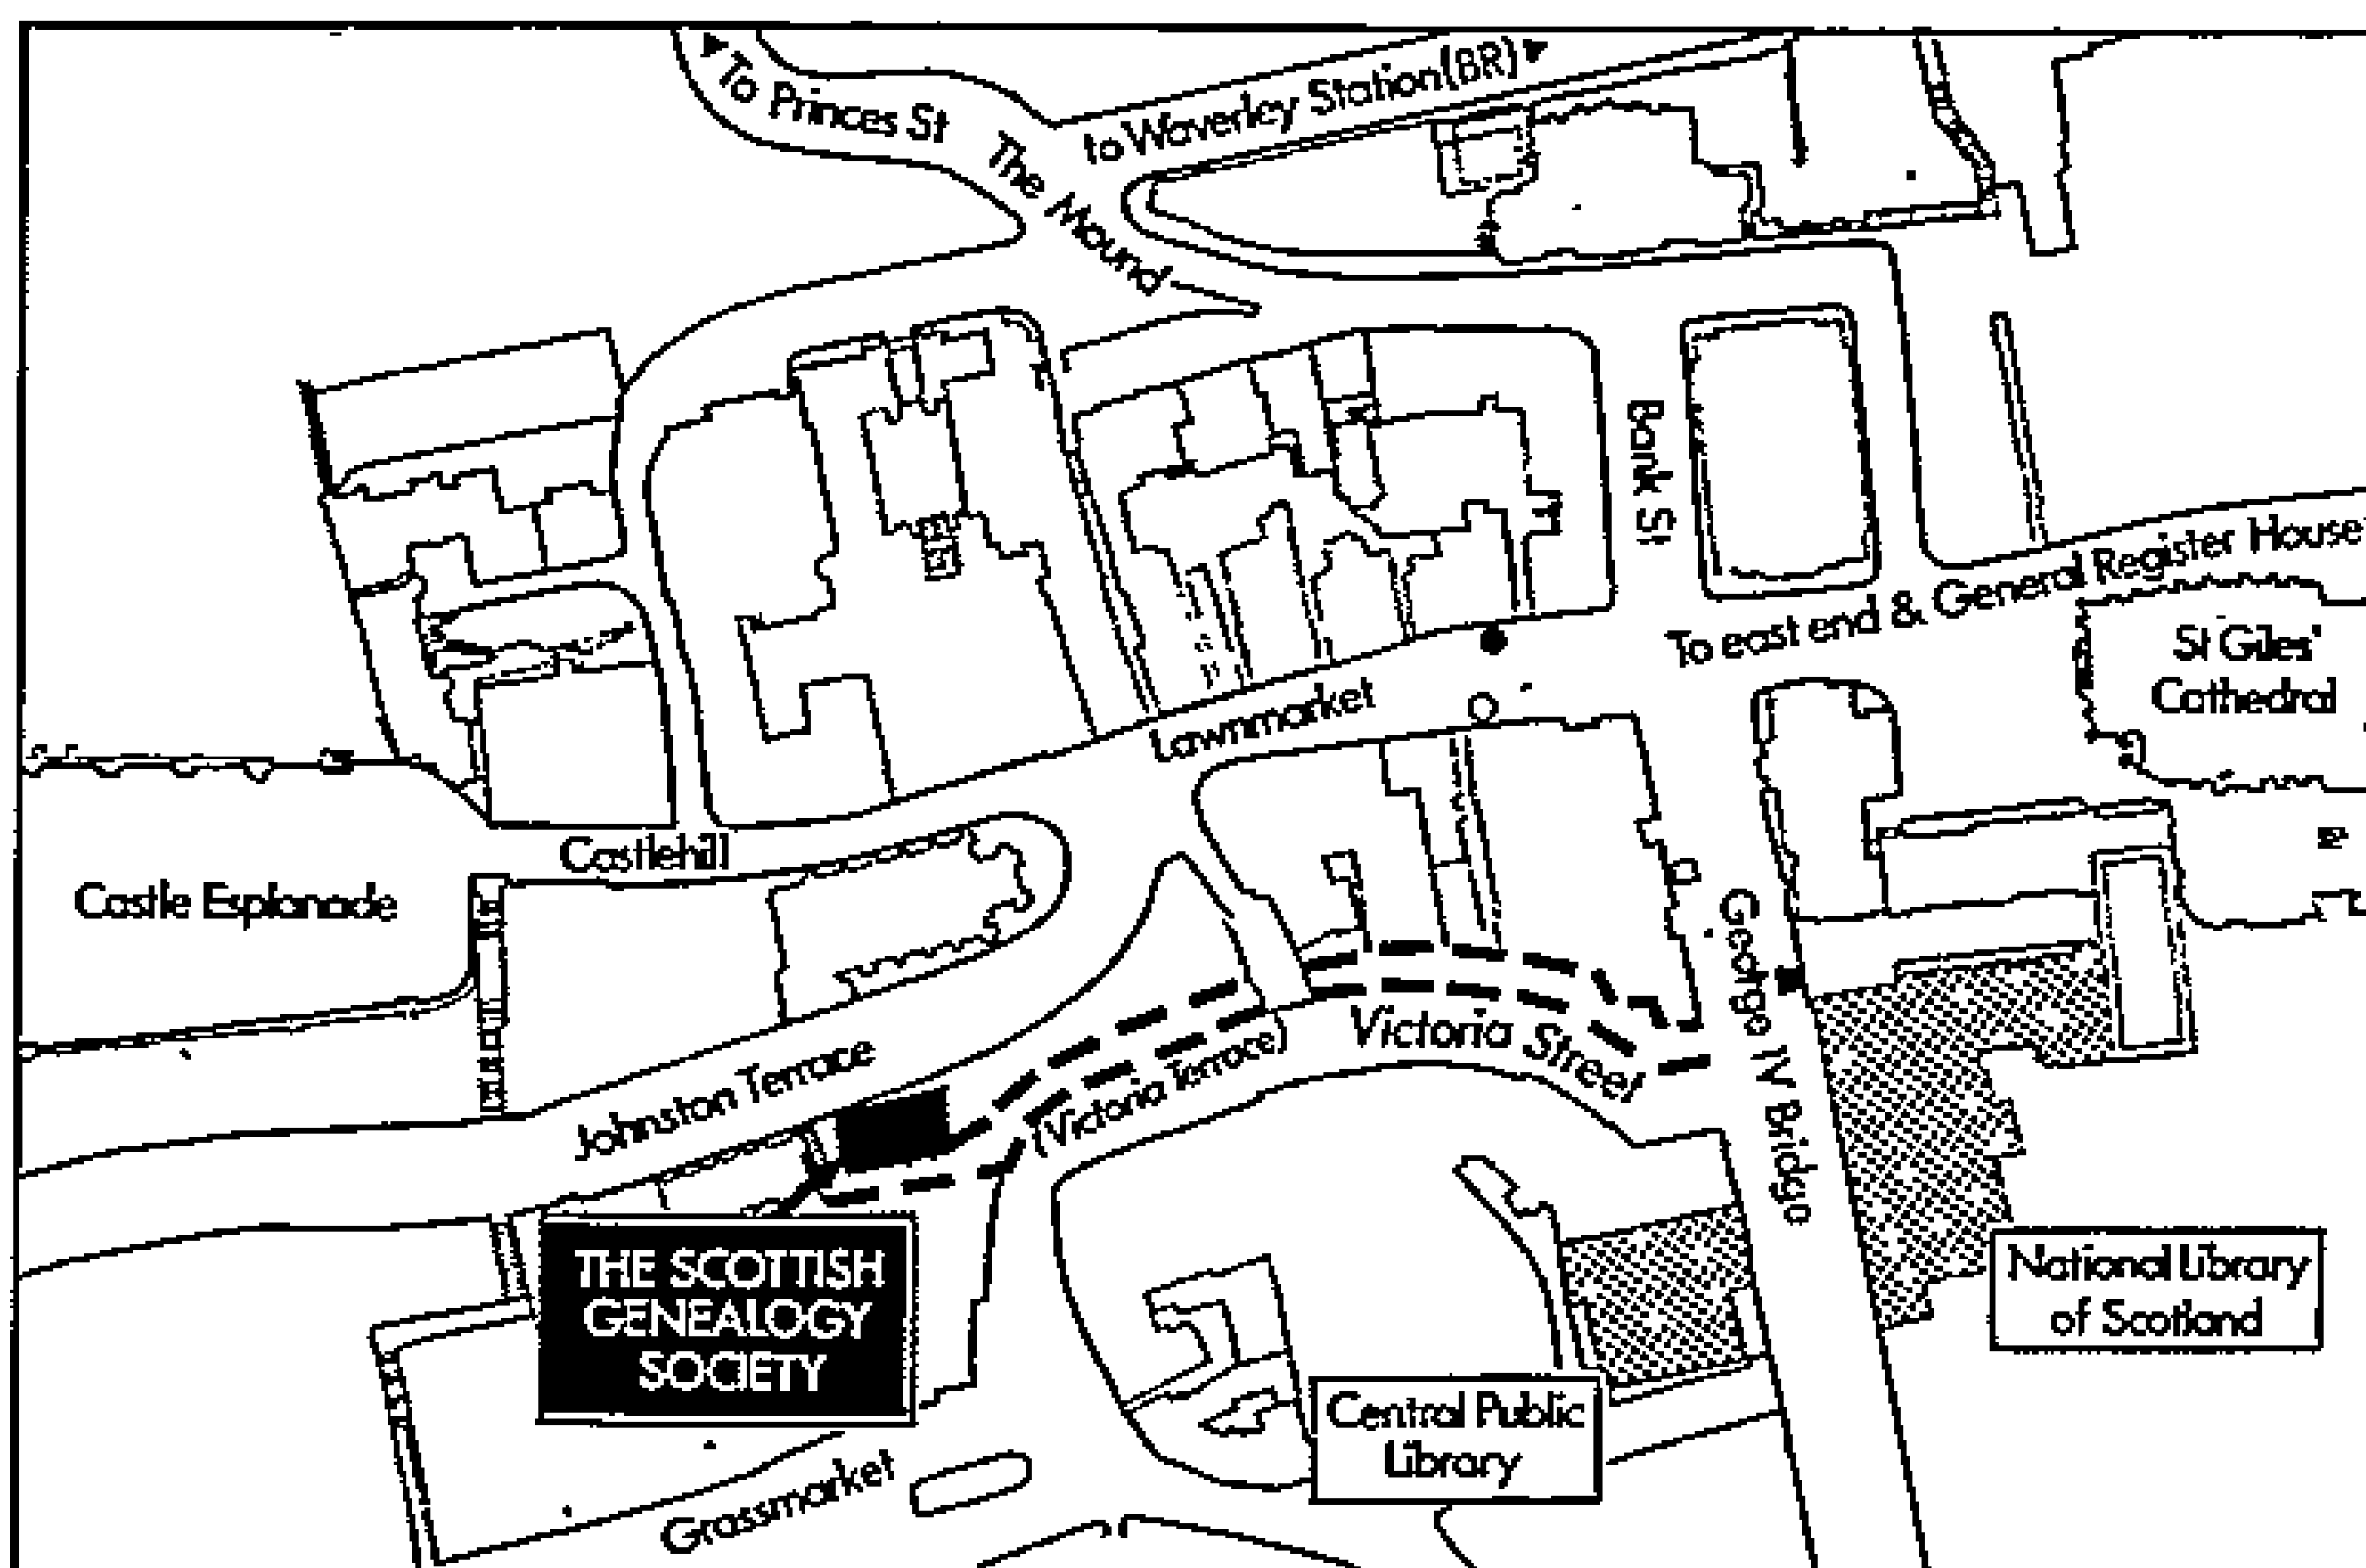 To Princes St
to Waverley Station(BR)
The Mound
Bank St
To east end & General Register House
St Giles'
Cathedral
Lawnmarket
Castlehill
Castle Esplanade
George IV Bridge
Victoria Street
(Victoria Terrace)
Johnston Terrace
THE SCOTTISH
GENEALOGY
SOCIETY
National Library
of Scotland
Central Public
Library
Grassmarket